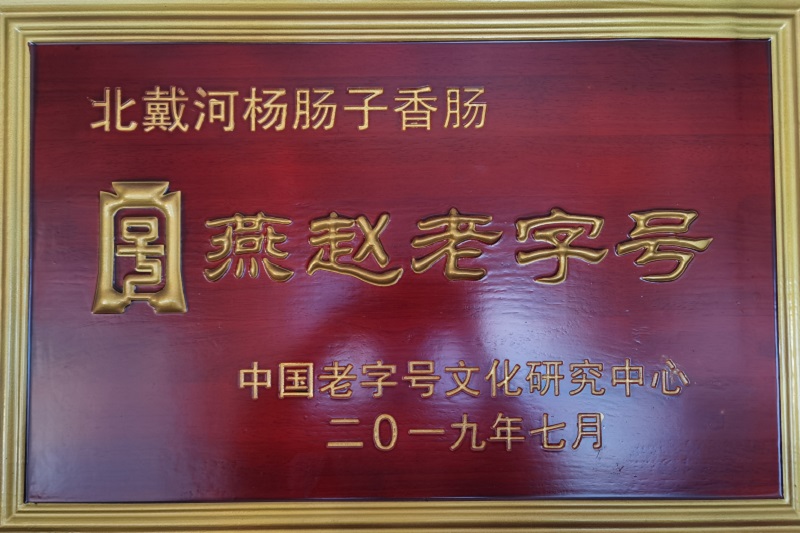 北戴河杨肠子香肠
号 燕赵老字号
中国老字号文化研究中心
二0一九年七月